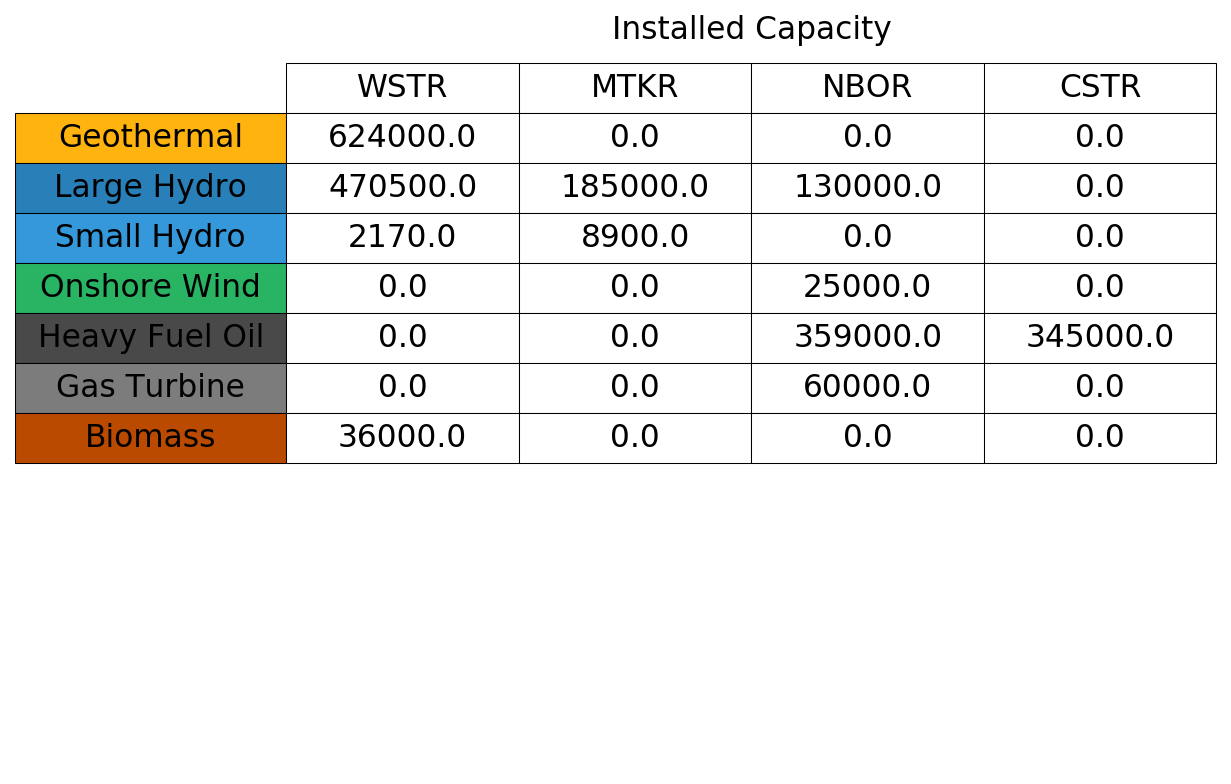 Installed Capacity
WSTR MTKR NBOR CSTR
Geothermal 624000.0 0.0 0.0 0.0
Large Hydro 470500.0 185000.0 130000.0 0.0
Small Hydro 2170.0 8900.0 0.0 0.0
Onshore Wind 0.0 0.0 25000.0 0.0
Heavy Fuel Oil 0.0 0.0 359000.0 345000.0
Gas Turbine 0.0 0.0 60000.0 0.0
Biomass 36000.0 0.0 0.0 0.0